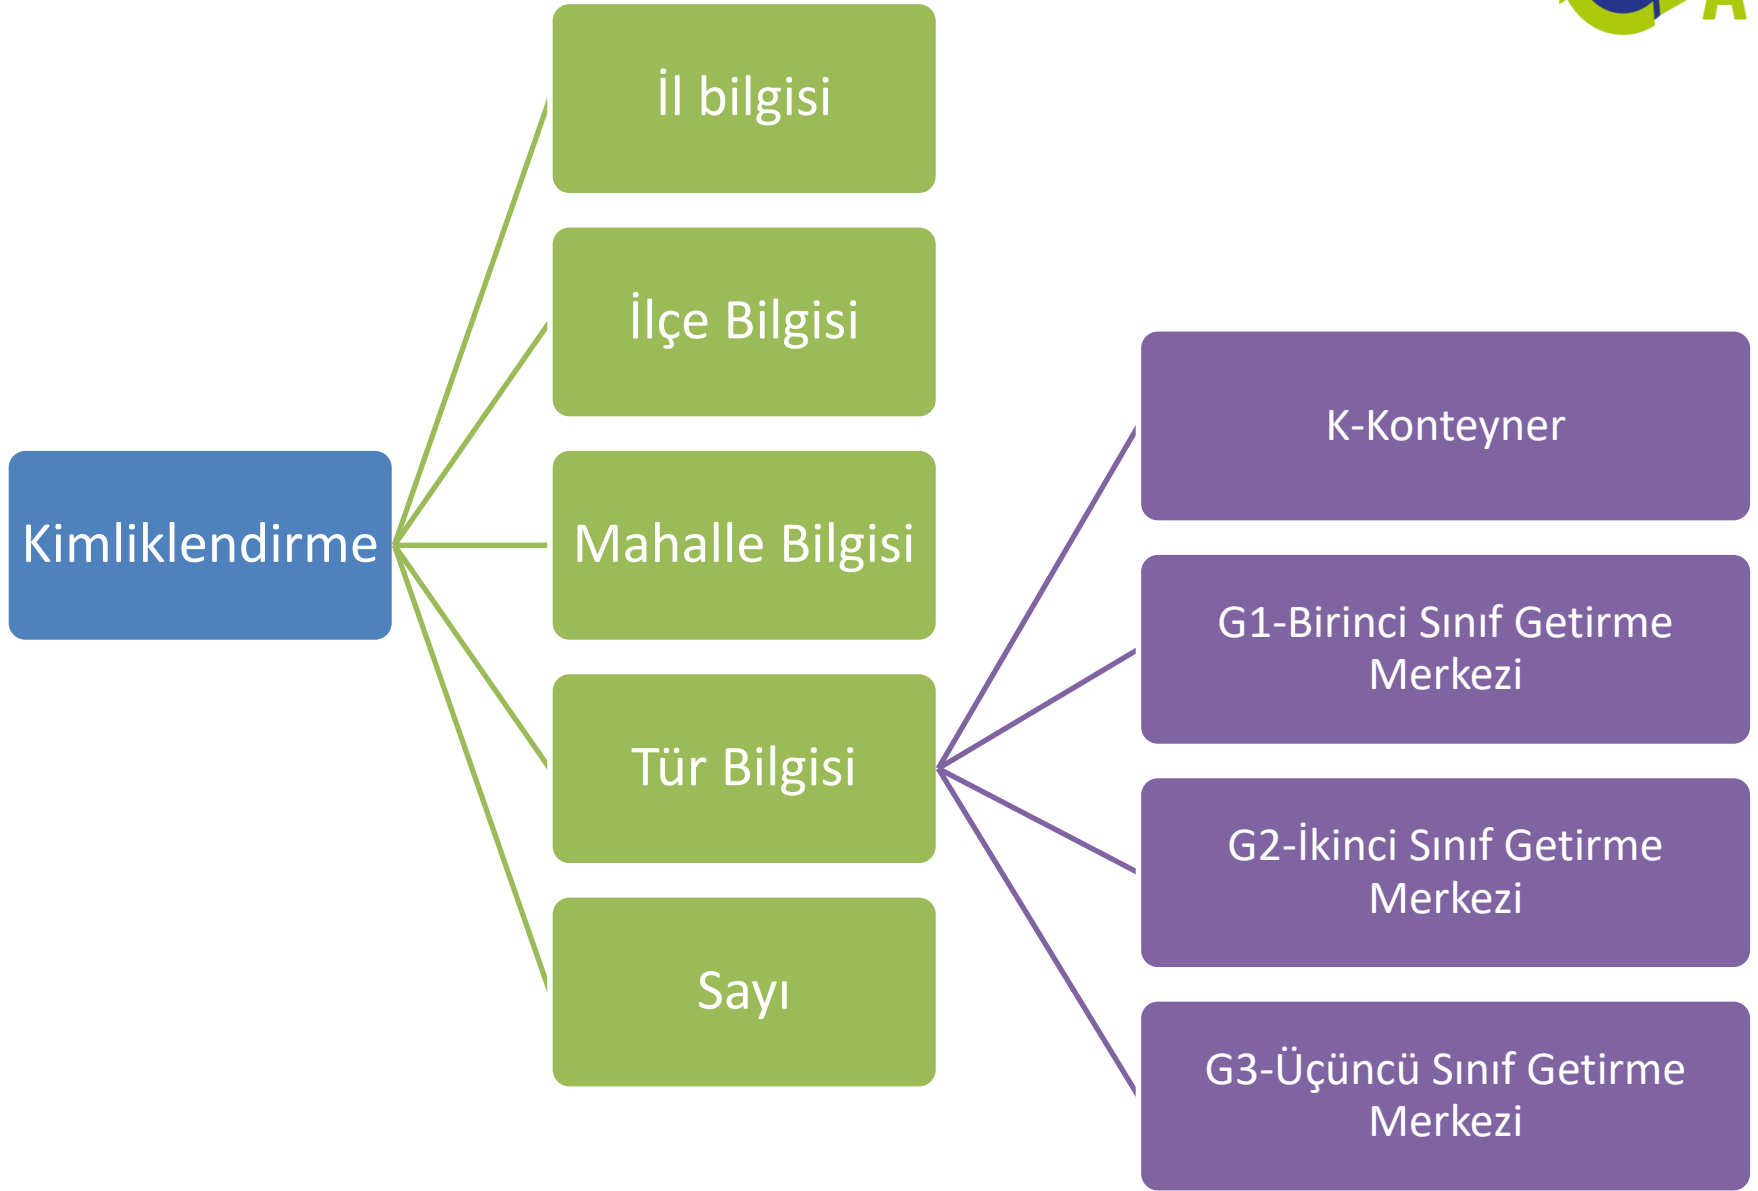 Kimliklendirme
İl bilgisi
İlçe Bilgisi
Mahalle Bilgisi
Tür Bilgisi
Sayı
K-Konteyner
G1-Birinci Sınıf Getirme
Merkezi
G2-İkinci Sınıf Getirme
Merkezi
G3-Üçüncü Sınıf Getirme
Merkezi